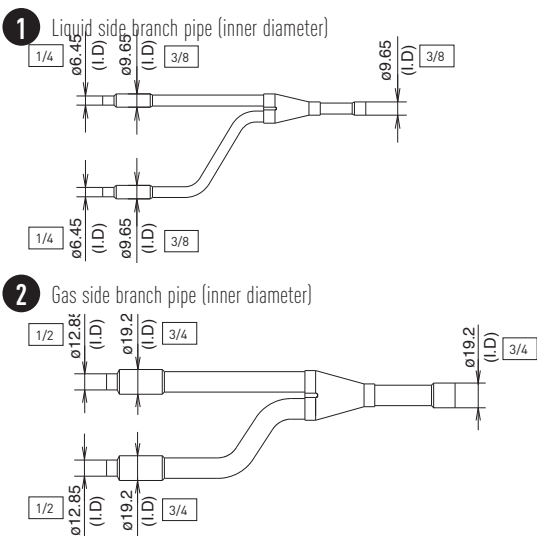 1 Liquid side branch pipe (inner diameter)
1/4 ø6.45 (I.D) ø9.65 (I.D) 3/8
ø9.65 (I.D) 3/8
1/4 ø6.45 (I.D) ø9.65 (I.D) 3/8
2 Gas side branch pipe (inner diameter)
1/2 ø12.85 (I.D) ø19.2 (I.D) 3/4
ø19.2 (I.D) 3/4
1/2 ø12.85 (I.D) ø19.2 (I.D) 3/4